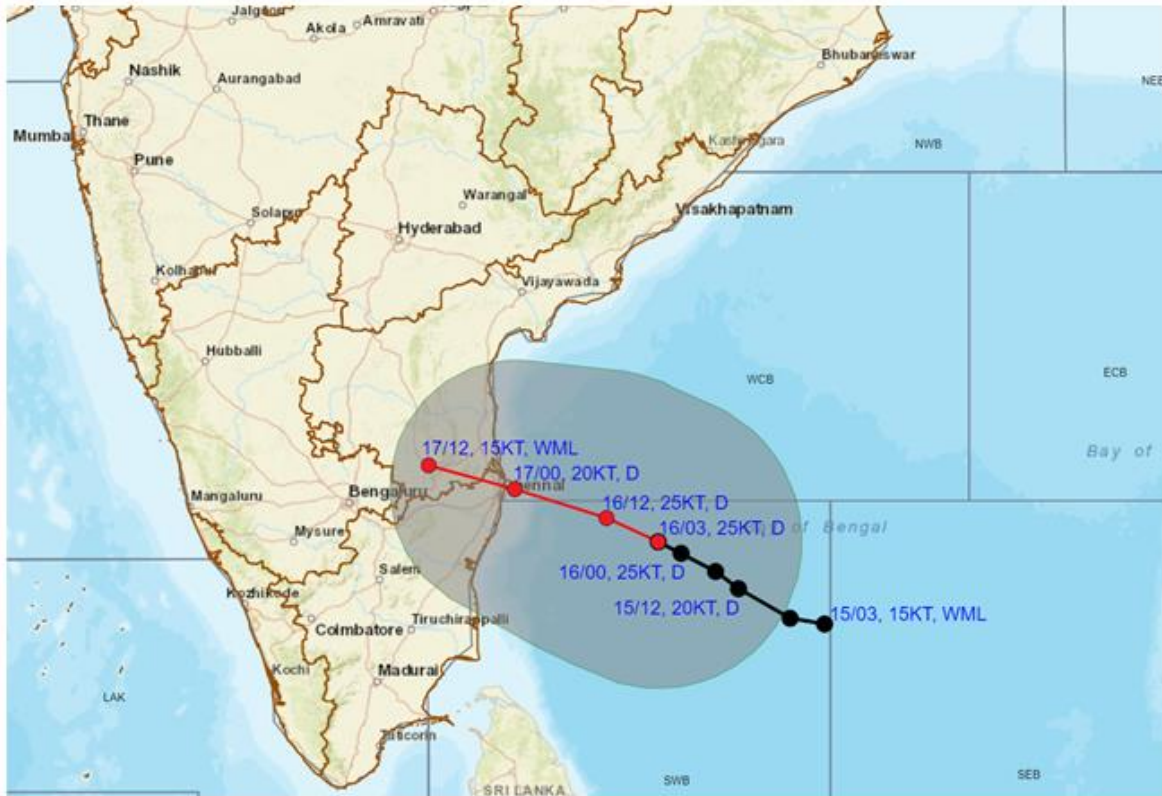 Jalgaon
Akola
Amravati
Nashik
Aurangabad
Bhubaneswar
NEB
Thane
Mumbai
Pune
NWB
Warangal
Solapur
Visakhapatnam
Hyderabad
Kolhapur
Vijayawada
Hubballi
WCB
ECB
17/12, 15KT, WML
Bay of
17/00, 20KT, D
Bengaluru
Mangaluru
16/12, 25KT, D
16/03, 25KT, D
of Bengal
Mysure
16/00, 25KT, D
Salem
15/12, 20KT, D
15/03, 15KT, WML
Kozhikode
Tiruchirappalli
Coimbatore
Kochi
Madurai
LAK
SWB
SEB
SRI LANKA